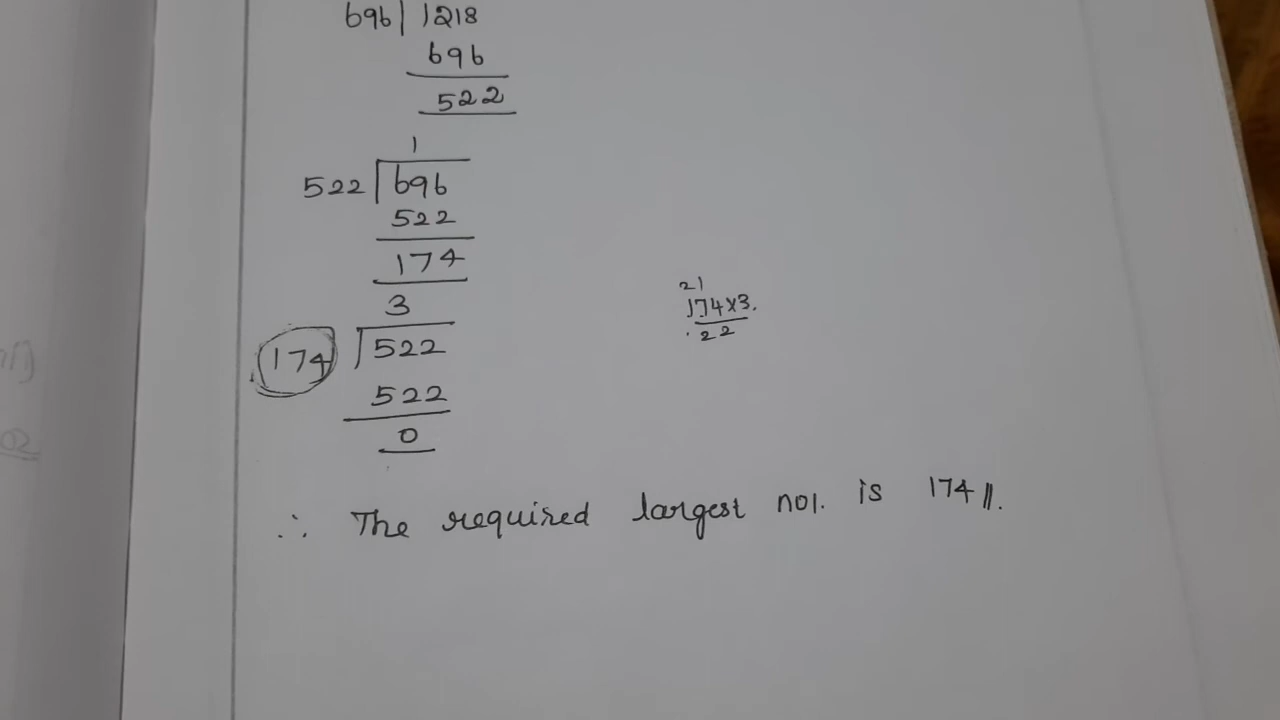 696 | 1218
696
522
1
522 | 696
522
174
3
174 | 522
522
0
21
174x3.
22
∴ The required largest no1. is 174 //.